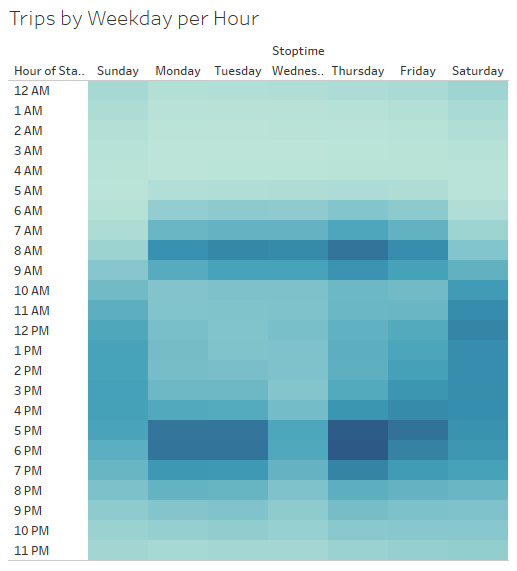 Trips by Weekday per Hour
Stoptime
Hour of Sta.. Sunday Monday Tuesday Wednes.. Thursday Friday Saturday
12 AM
1 AM
2 AM
3 AM
4 AM
5 AM
6 AM
7 AM
8 AM
9 AM
10 AM
11 AM
12 PM
1 PM
2 PM
3 PM
4 PM
5 PM
6 PM
7 PM
8 PM
9 PM
10 PM
11 PM